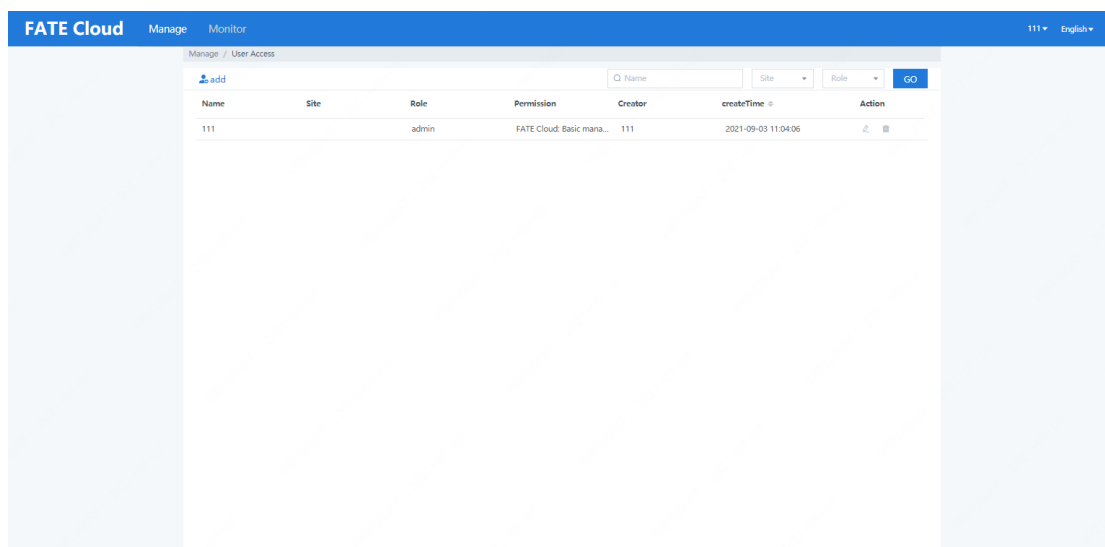 FATE Cloud Manage Monitor 111 English
Manage / User Access
add Name Site Role GO
Name Site Role Permission Creator createTime Action
111 admin FATE Cloud: Basic mana... 111 2021-09-03 11:04:06